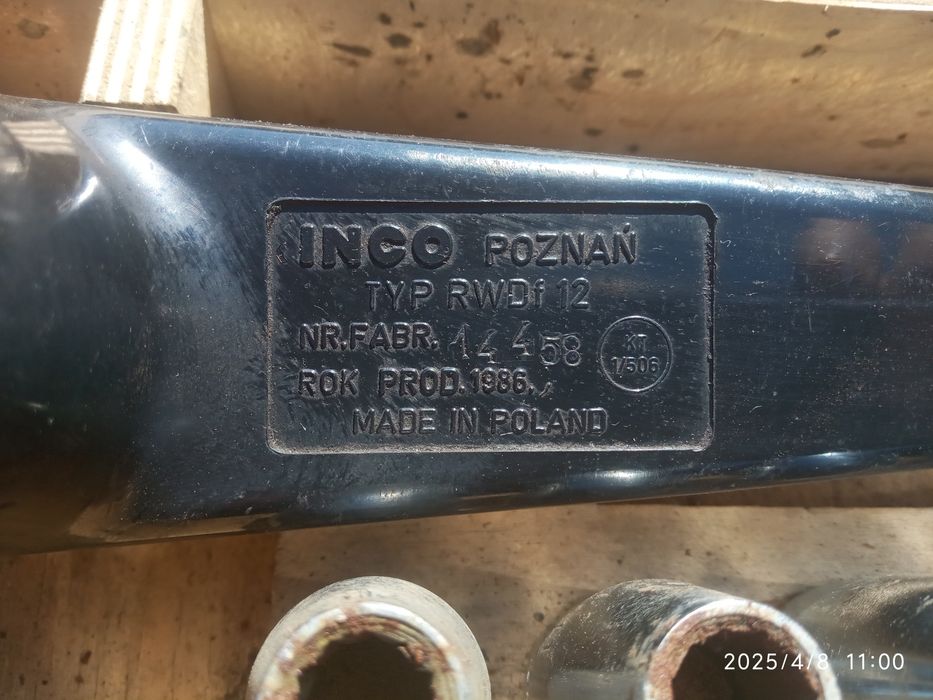 INCO POZNAŃ
TYP RWDf 12
NR.FABR. 14458
KT
1/506
ROK PROD.1986.
MADE IN POLAND
2025/4/8 11:00